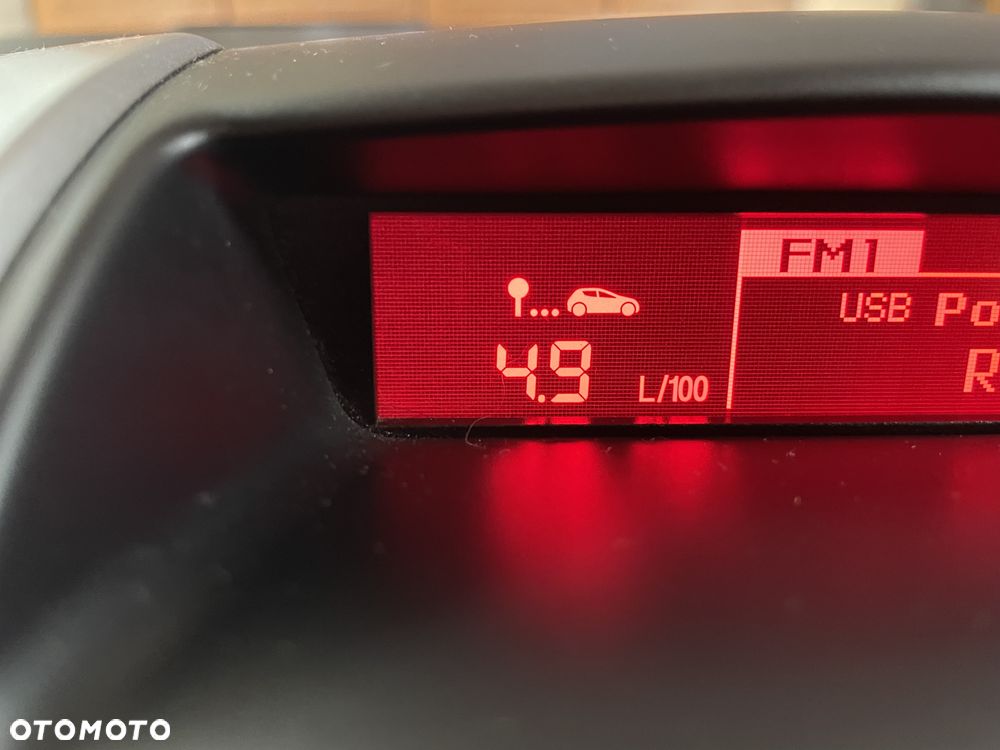 FM1
USB
4.9 L/100
OTOMOTO